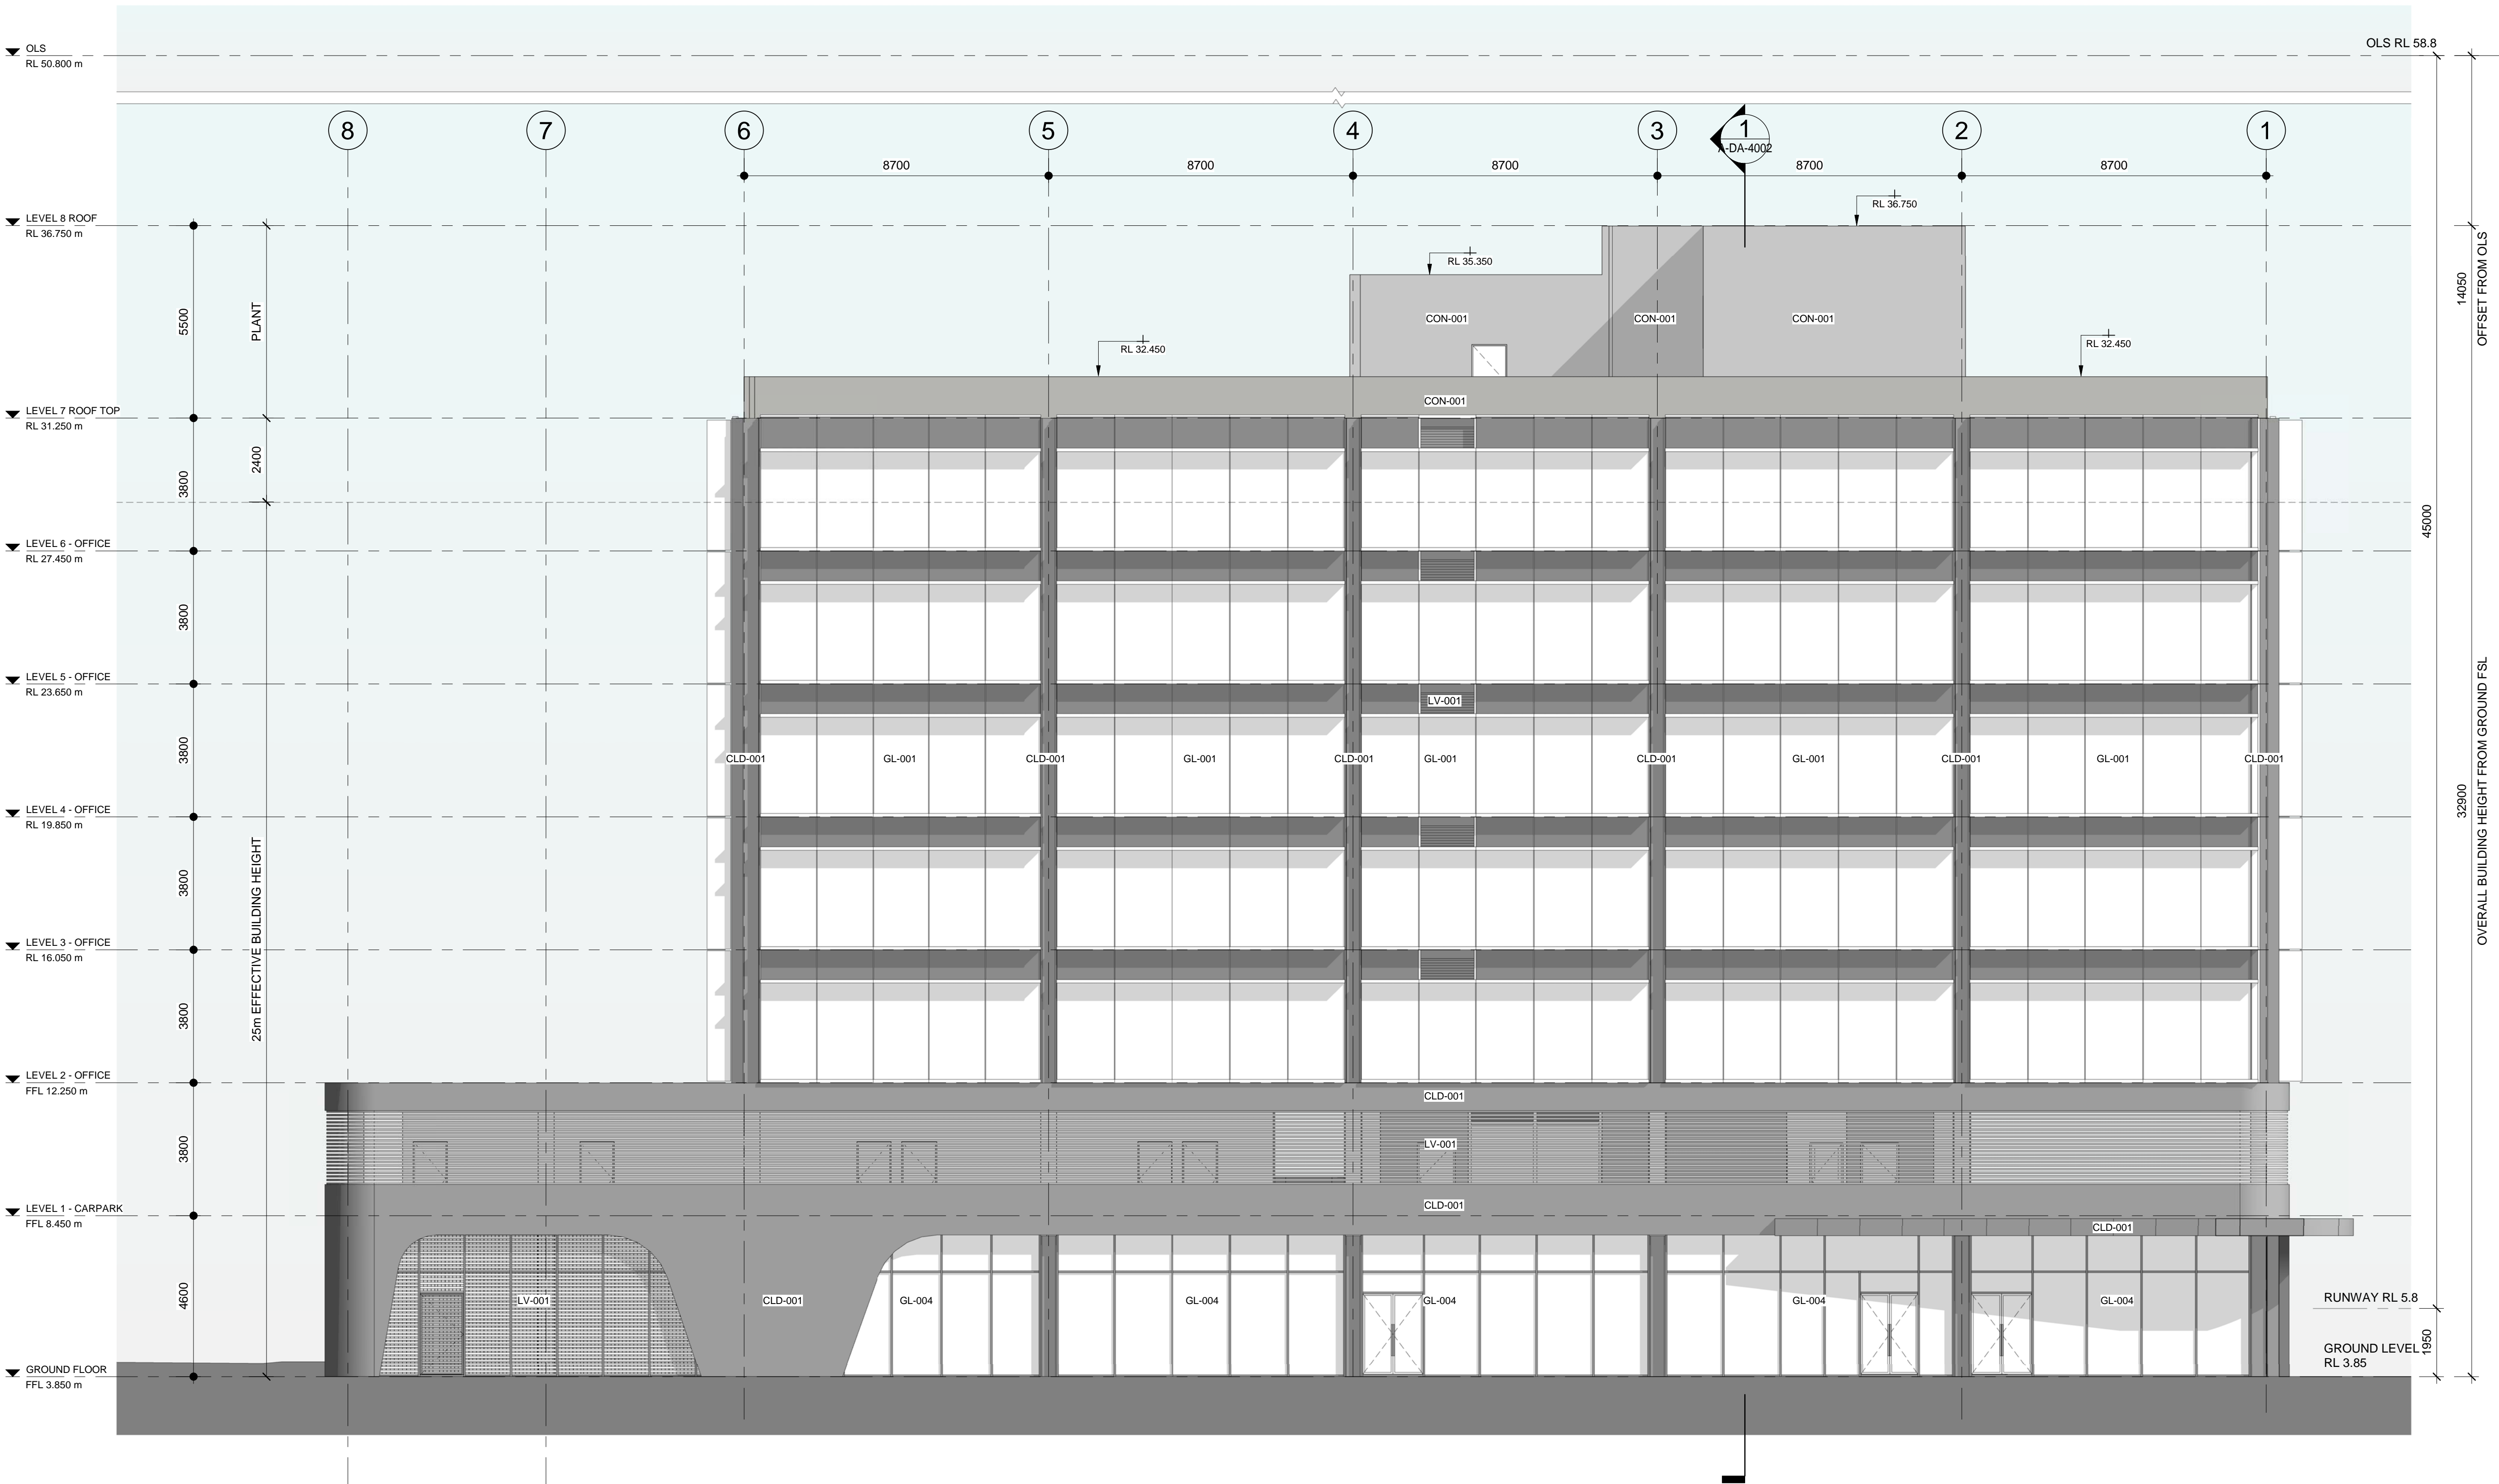 OLS
RL 50.800 m
OLS RL 58.8
8
7
6
5
4
3
1
A-DA-4002
2
1
8700
8700
8700
8700
8700
LEVEL 8 ROOF
RL 36.750 m
RL 36.750
RL 35.350
RL 32.450
RL 32.450
5500
PLANT
CON-001
CON-001
CON-001
14050
OFFSET FROM OLS
LEVEL 7 ROOF TOP
RL 31.250 m
CON-001
3800
2400
45000
LEVEL 6 - OFFICE
RL 27.450 m
3800
LEVEL 5 - OFFICE
RL 23.650 m
LV-001
3800
CLD-001
GL-001
CLD-001
GL-001
CLD-001
GL-001
CLD-001
GL-001
CLD-001
GL-001
CLD-001
32900
OVERALL BUILDING HEIGHT FROM GROUND FSL
LEVEL 4 - OFFICE
RL 19.850 m
3800
25m EFFECTIVE BUILDING HEIGHT
LEVEL 3 - OFFICE
RL 16.050 m
3800
LEVEL 2 - OFFICE
FFL 12.250 m
CLD-001
3800
LV-001
LEVEL 1 - CARPARK
FFL 8.450 m
CLD-001
CLD-001
4600
LV-001
CLD-001
GL-004
GL-004
GL-004
GL-004
GL-004
RUNWAY RL 5.8
1950
GROUND LEVEL
RL 3.85
GROUND FLOOR
FFL 3.850 m